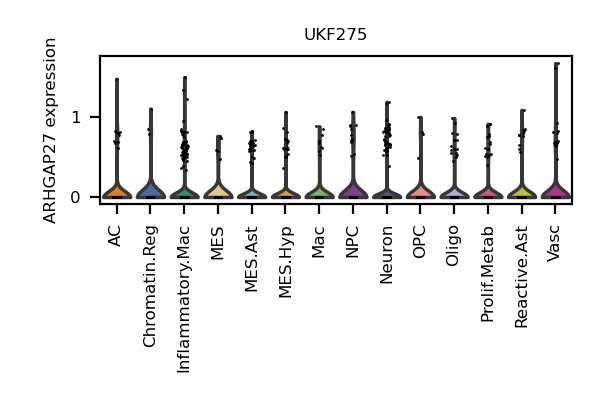 UKF275
ARHGAP27 expression
1
0
AC
Chromatin.Reg
Inflammatory.Mac
MES
MES.Ast
MES.Hyp
Mac
NPC
Neuron
OPC
Oligo
Prolif.Metab
Reactive.Ast
Vasc